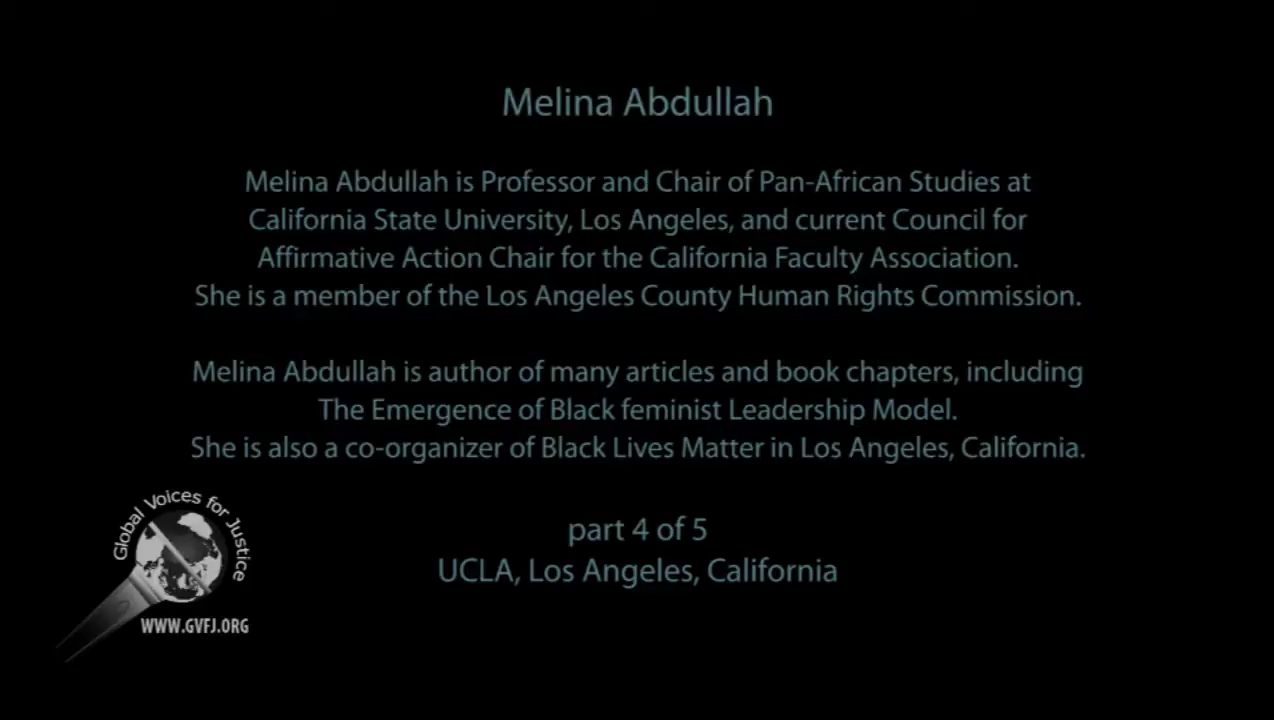 Melina Abdullah
Melina Abdullah is Professor and Chair of Pan-African Studies at
California State University, Los Angeles, and current Council for
Affirmative Action Chair for the California Faculty Association.
She is a member of the Los Angeles County Human Rights Commission.
Melina Abdullah is author of many articles and book chapters, including
The Emergence of Black feminist Leadership Model.
She is also a co-organizer of Black Lives Matter in Los Angeles, California.
part 4 of 5
UCLA, Los Angeles, California
Global Voices for Justice
WWW.GVFJ.ORG